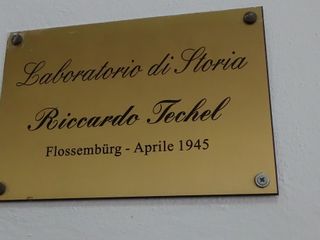 Laboratorio di Storia
Riccardo Techel
Flossembürg - Aprile 1945